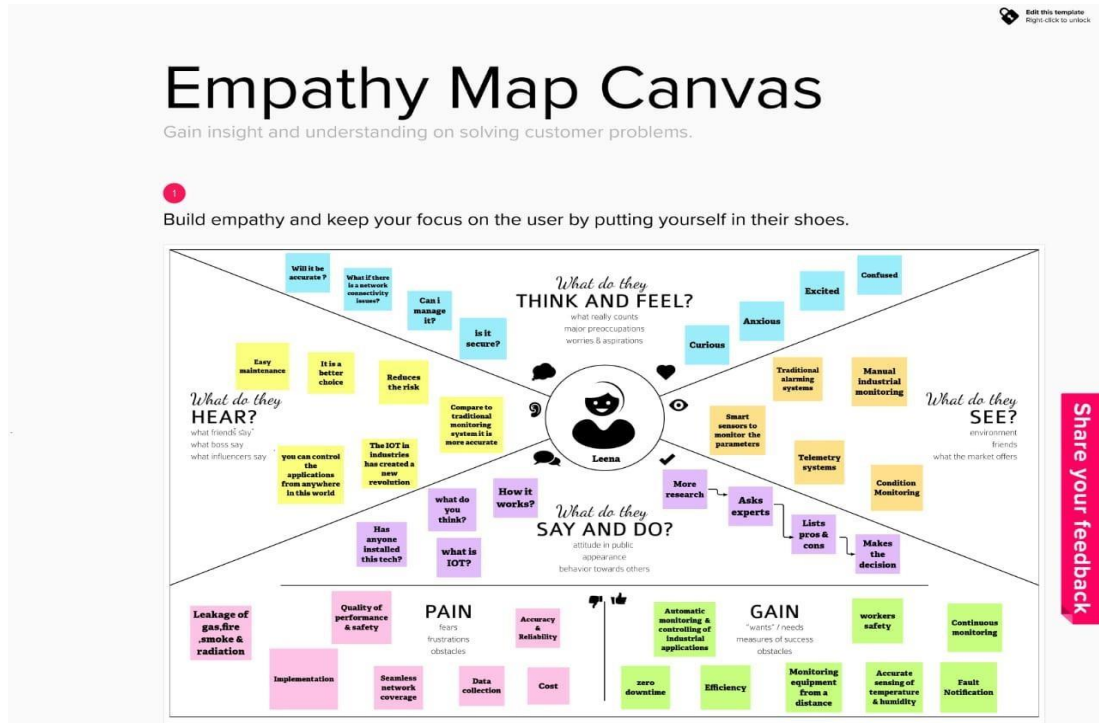 Edit this template
Right-click to unlock
Empathy Map Canvas
Gain insight and understanding on solving customer problems.
1
Build empathy and keep your focus on the user by putting yourself in their shoes.
Will it be
accurate ?
What if there
is a network
connectivity
issues?
Can i
manage
it?
is it
secure?
What do they
THINK AND FEEL?
what really counts
major preoccupations
worries & aspirations
Curious
Anxious
Excited
Confused
Easy
maintenance
It is a
better
choice
Reduces
the risk
Compare to
traditional
monitoring
system it is
more accurate
What do they
HEAR?
what friends say
what boss say
what influencers say
you can control
the
applications
from anywhere
in this world
The IOT in
industries
has created a
new
revolution
Leena
Traditional
alarming
systems
Manual
industrial
monitoring
Smart
sensors to
monitor the
parameters
Telemetry
systems
Condition
Monitoring
What do they
SEE?
environment
friends
what the market offers
Has
anyone
installed
this tech?
what do
you
think?
what is
IOT?
How it
works?
What do they
SAY AND DO?
attitude in public
appearance
behavior towards others
More
research
Asks
experts
Lists
pros &
cons
Makes
the
decision
Leakage of
gas,fire
,smoke &
radiation
Quality of
performance
& safety
PAIN
fears
frustrations
obstacles
Accuracy
&
Reliability
Implementation
Seamless
network
coverage
Data
collection
Cost
Automatic
monitoring &
controlling of
industrial
applications
GAIN
"wants" / needs
measures of success
obstacles
workers
safety
Continuous
monitoring
zero
downtime
Efficiency
Monitoring
equipment
from a
distance
Accurate
sensing of
temperature
& humidity
Fault
Notification
Share your feedback